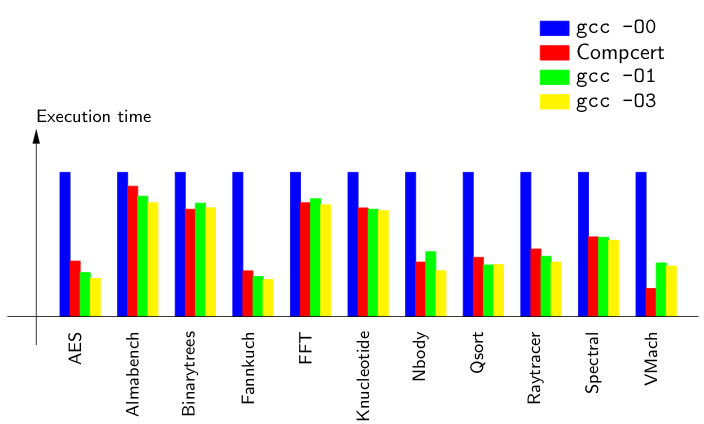 gcc -O0
Compcert
gcc -O1
gcc -O3
Execution time
AES
Almabench
Binarytrees
Fannkuch
FFT
Knucleotide
Nbody
Qsort
Raytracer
Spectral
VMach